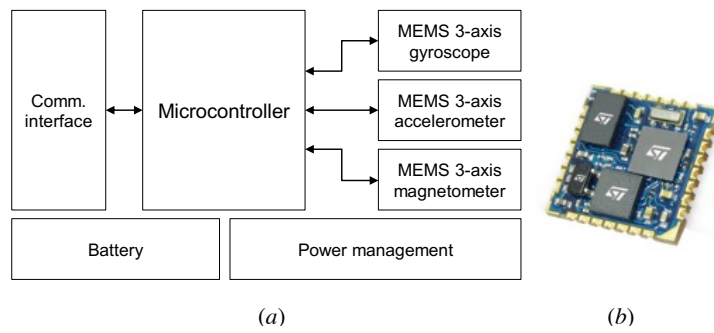 Comm.
interface
Microcontroller
MEMS 3-axis
gyroscope
MEMS 3-axis
accelerometer
MEMS 3-axis
magnetometer
Battery
Power management
(a)
(b)